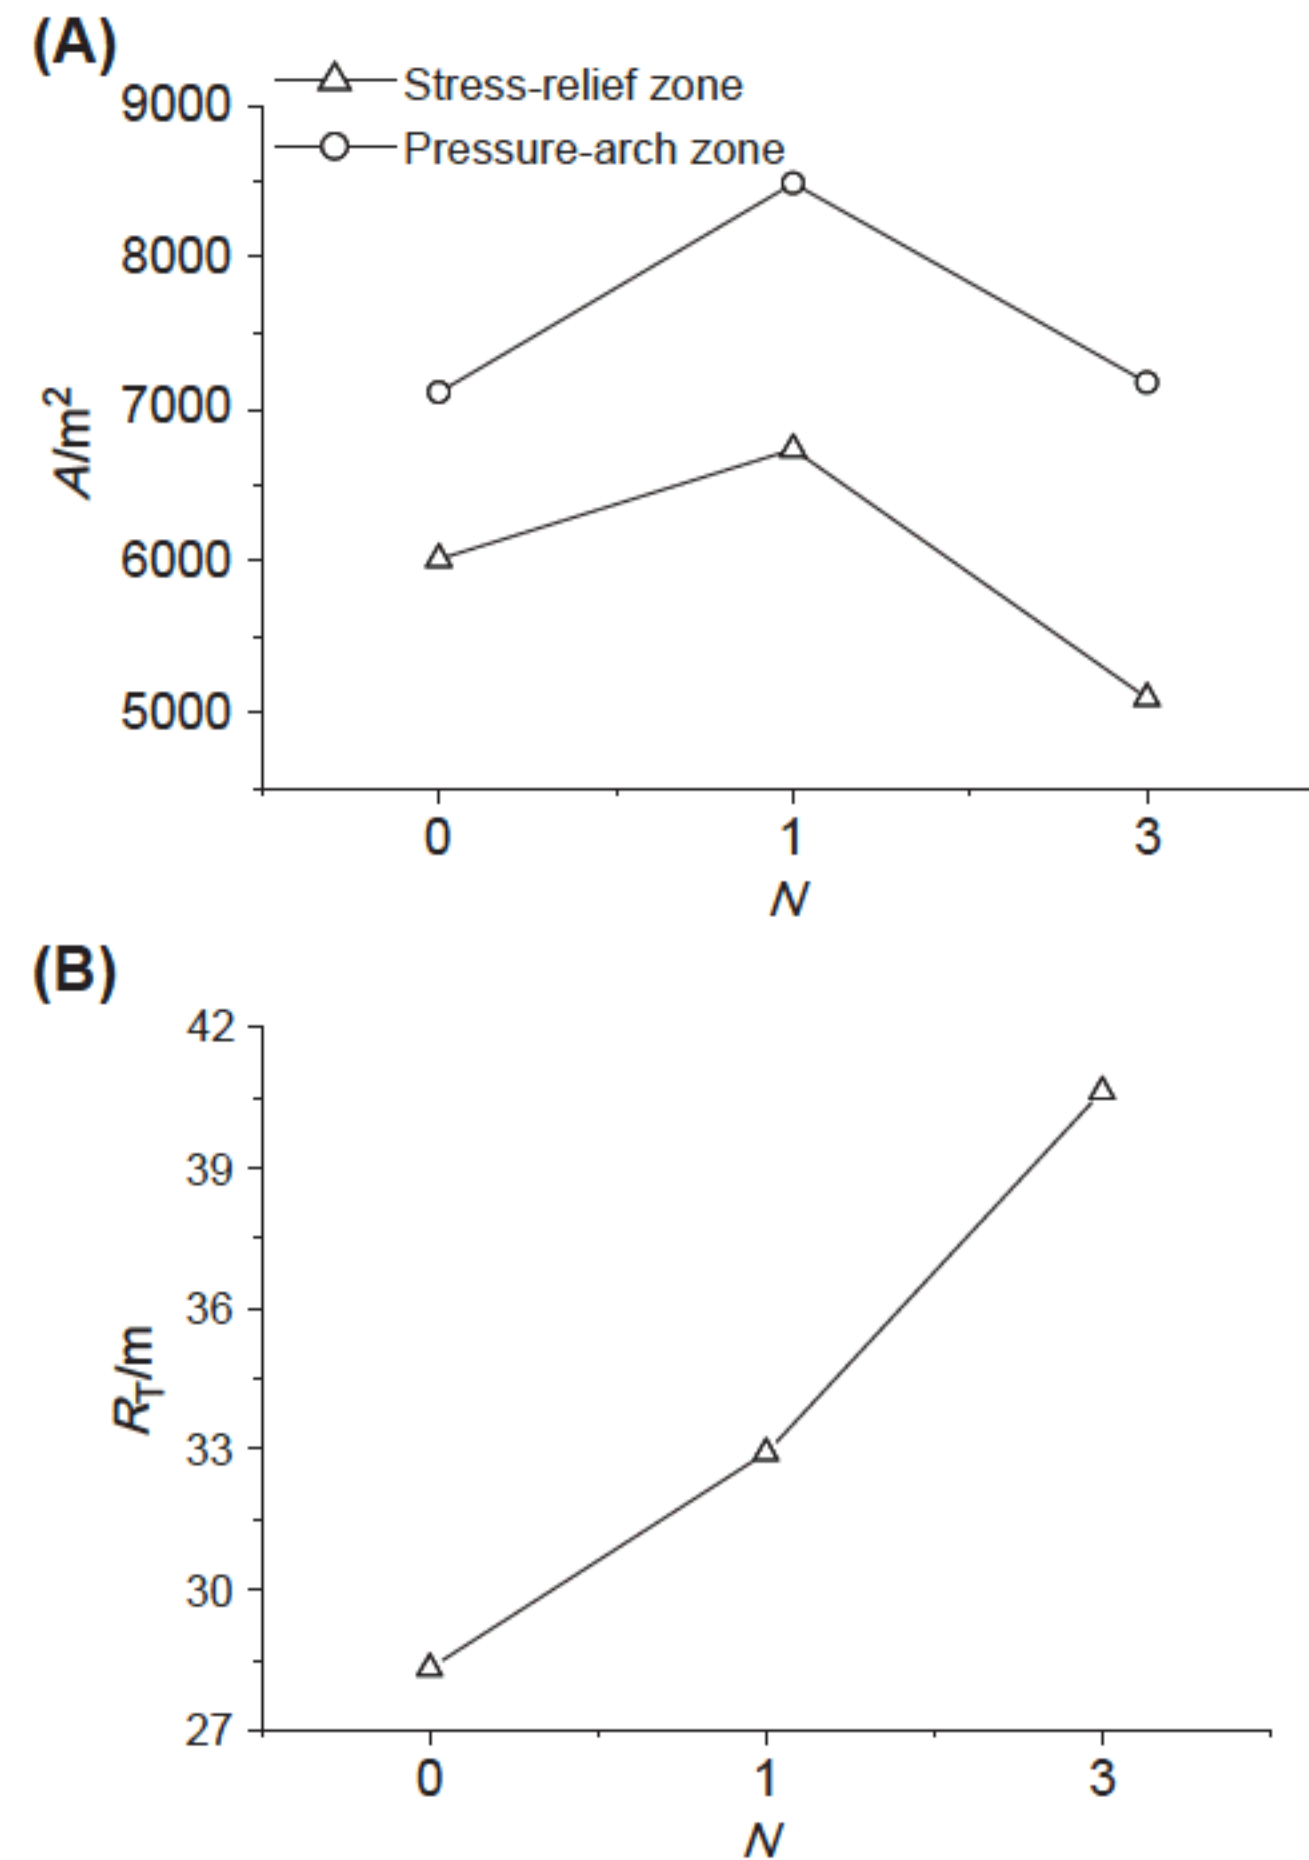 (A)
Stress-relief zone
Pressure-arch zone
9000
8000
7000
6000
5000
A/m²
0 1 3
N
(B)
42
39
36
33
30
27
R_T/m
0 1 3
N